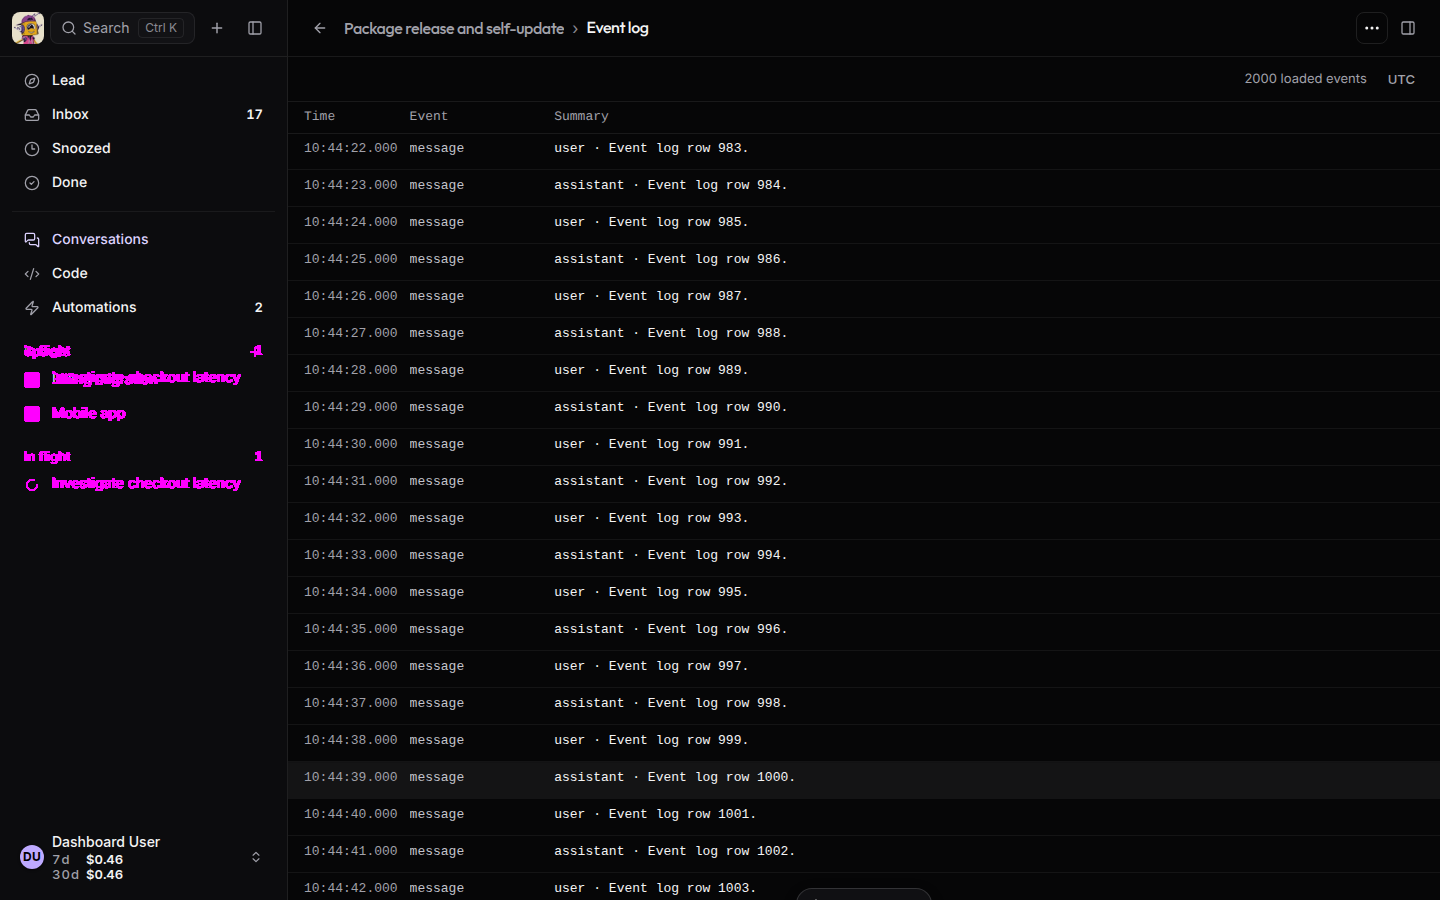 Search Ctrl K
Package release and self-update › Event log
Lead
Inbox 17
Snoozed
Done
Conversations
Code
Automations 2
Mobile app
In flight 1
Investigate checkout latency
Dashboard User
DU
7d $0.46
30d $0.46
2000 loaded events UTC
Time Event Summary
10:44:22.000 message user · Event log row 983.
10:44:23.000 message assistant · Event log row 984.
10:44:24.000 message user · Event log row 985.
10:44:25.000 message assistant · Event log row 986.
10:44:26.000 message user · Event log row 987.
10:44:27.000 message assistant · Event log row 988.
10:44:28.000 message user · Event log row 989.
10:44:29.000 message assistant · Event log row 990.
10:44:30.000 message user · Event log row 991.
10:44:31.000 message assistant · Event log row 992.
10:44:32.000 message user · Event log row 993.
10:44:33.000 message assistant · Event log row 994.
10:44:34.000 message user · Event log row 995.
10:44:35.000 message assistant · Event log row 996.
10:44:36.000 message user · Event log row 997.
10:44:37.000 message assistant · Event log row 998.
10:44:38.000 message user · Event log row 999.
10:44:39.000 message assistant · Event log row 1000.
10:44:40.000 message user · Event log row 1001.
10:44:41.000 message assistant · Event log row 1002.
10:44:42.000 message user · Event log row 1003.